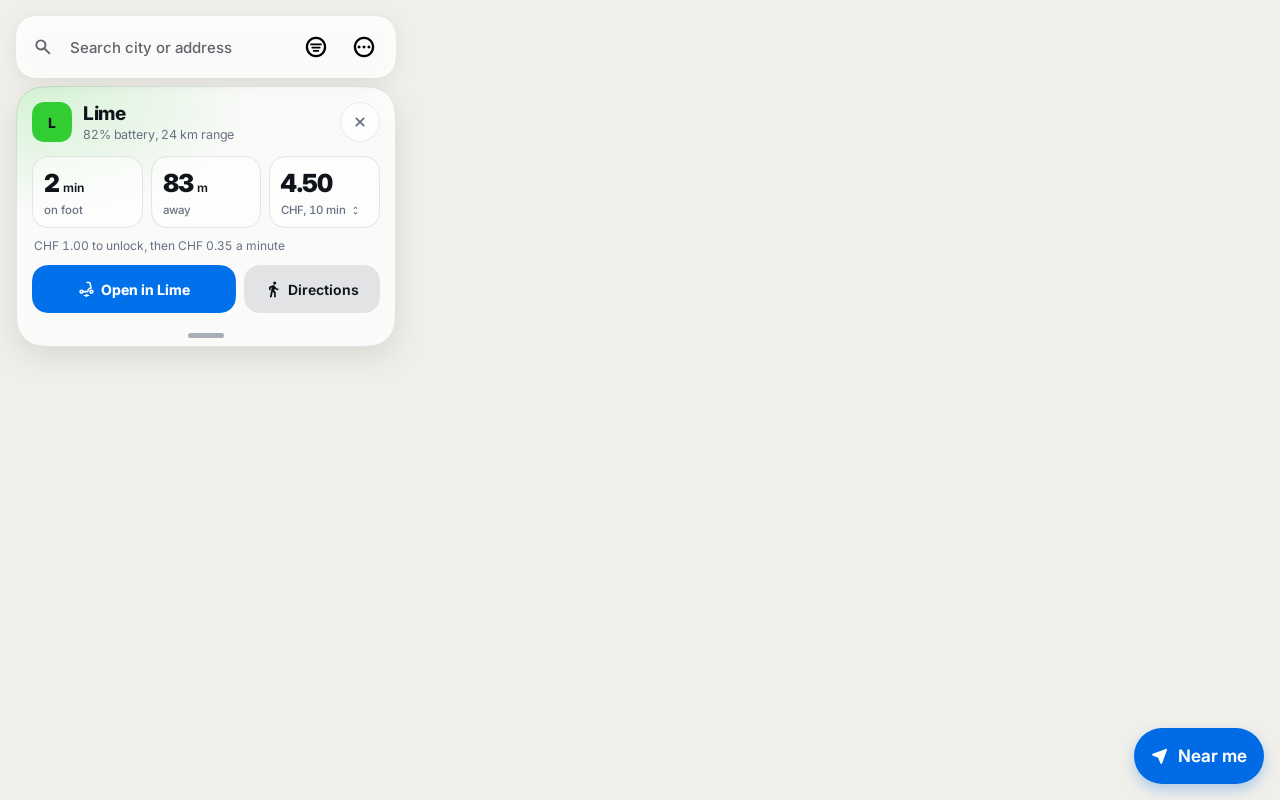 Search city or address
L
Lime
82% battery, 24 km range
2 min
on foot
83 m
away
4.50
CHF, 10 min
CHF 1.00 to unlock, then CHF 0.35 a minute
Open in Lime
Directions
Near me